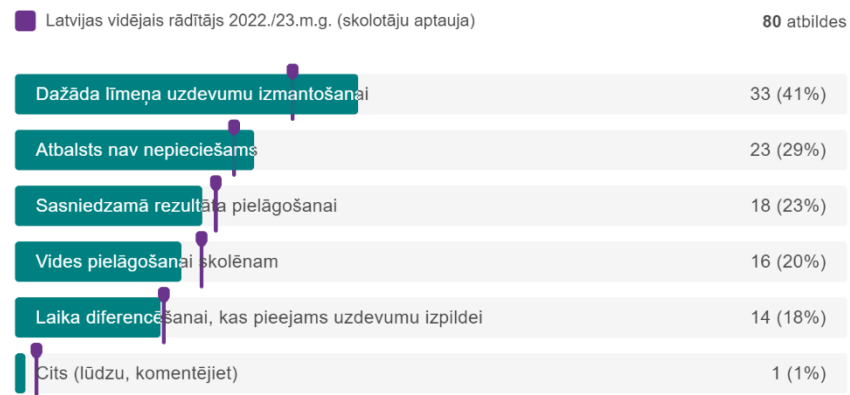 Latvijas vidējais rādītājs 2022./23.m.g. (skolotāju aptauja) 80 atbildes
Dažāda līmeņa uzdevumu izmantošanai 33 (41%)
Atbalsts nav nepieciešams 23 (29%)
Sasniedzamā rezultāta pielāgošanai 18 (23%)
Vides pielāgošanai skolēnam 16 (20%)
Laika diferencēšanai, kas pieejams uzdevumu izpildei 14 (18%)
Cits (lūdzu, komentējiet) 1 (1%)